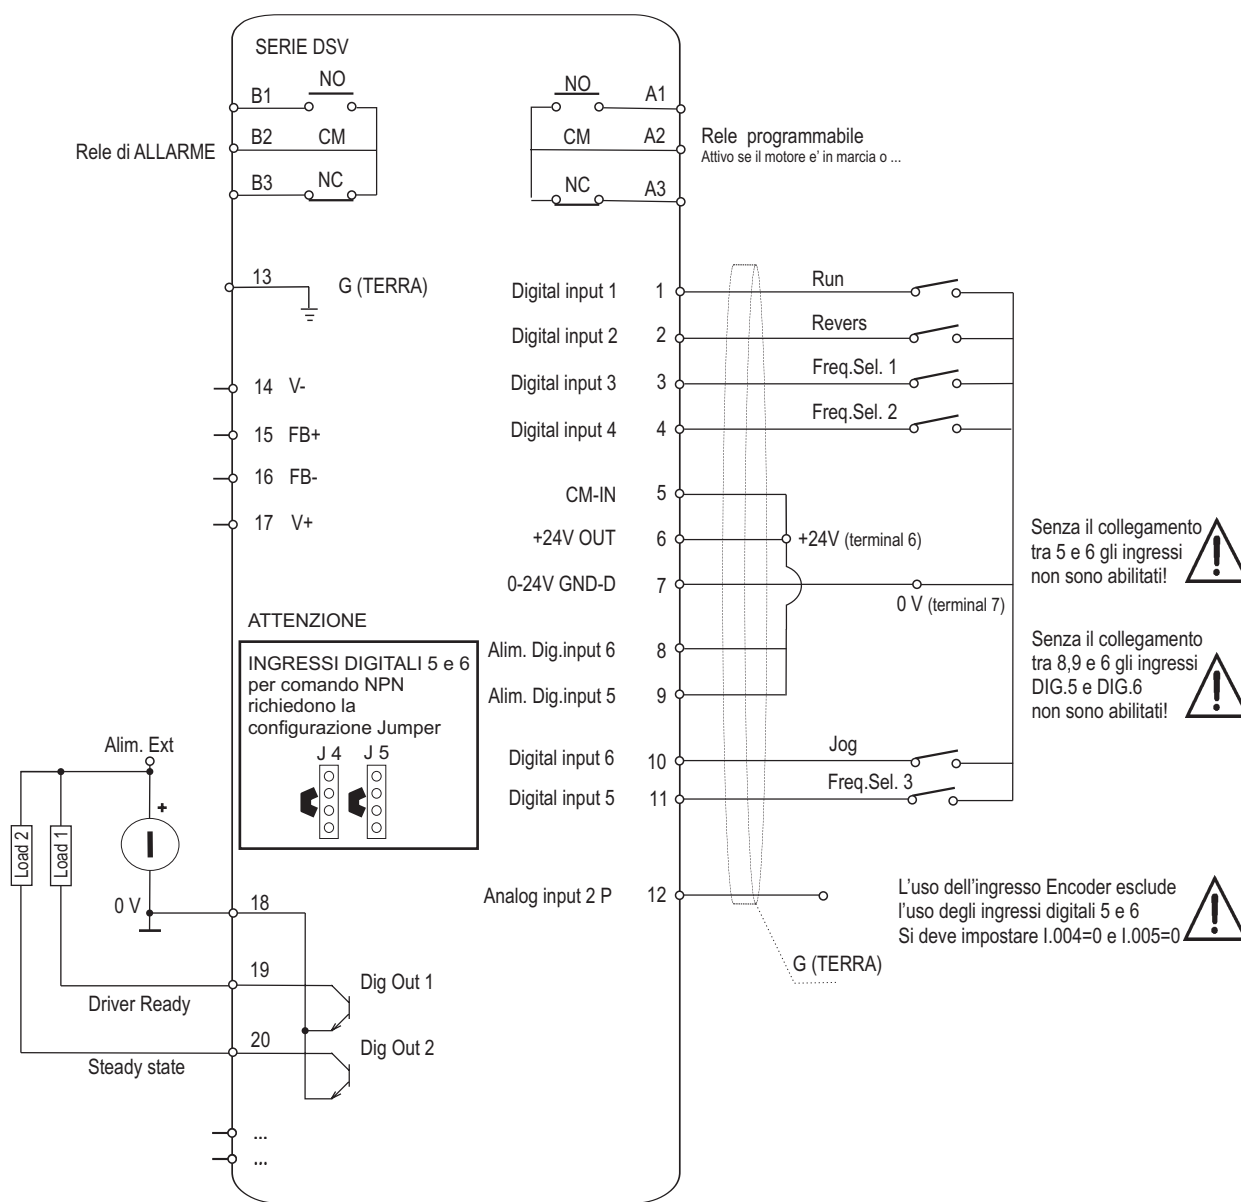 SERIE DSV
B1
NO
B2
CM
B3
NC
Rele di ALLARME
NO
A1
CM
A2
NC
A3
Rele programmabile
Attivo se il motore e' in marcia o ...
13
G (TERRA)
14 V-
15 FB+
16 FB-
17 V+
Digital input 1
1
Run
Digital input 2
2
Revers
Digital input 3
3
Freq.Sel. 1
Digital input 4
4
Freq.Sel. 2
CM-IN
5
+24V OUT
6
+24V (terminal 6)
0-24V GND-D
7
0 V (terminal 7)
Alim. Dig.input 6
8
Alim. Dig.input 5
9
Digital input 6
10
Jog
Digital input 5
11
Freq.Sel. 3
Analog input 2 P
12
G (TERRA)
Senza il collegamento
tra 5 e 6 gli ingressi
non sono abilitati!
!
Senza il collegamento
tra 8,9 e 6 gli ingressi
DIG.5 e DIG.6
non sono abilitati!
!
L'uso dell'ingresso Encoder esclude
l'uso degli ingressi digitali 5 e 6
Si deve impostare I.004=0 e I.005=0
!
ATTENZIONE
INGRESSI DIGITALI 5 e 6
per comando NPN
richiedono la
configurazione Jumper
J 4 J 5
Alim. Ext
+
Load 2
Load 1
0 V
18
19
Driver Ready
Dig Out 1
20
Steady state
Dig Out 2
...
...